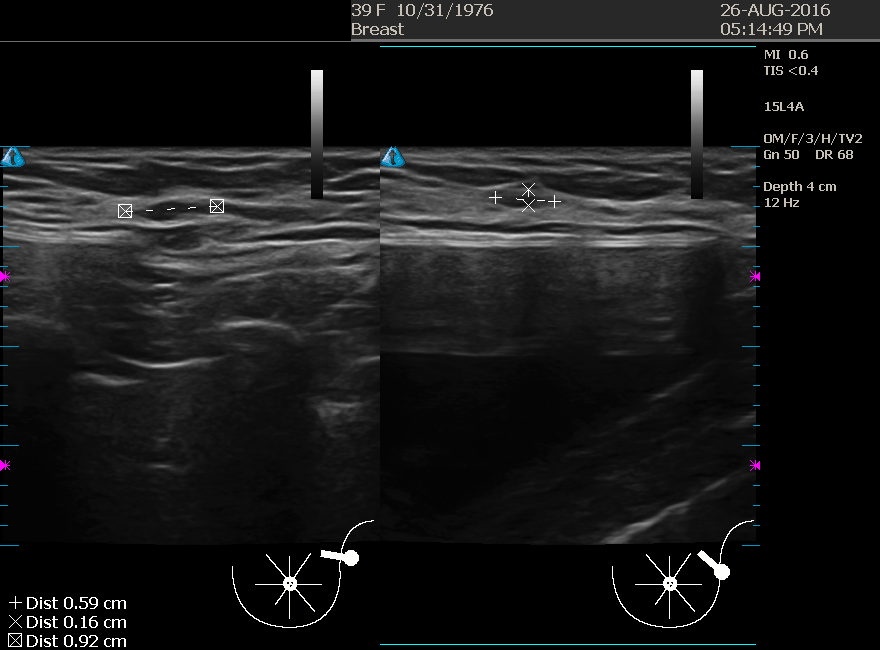 39 F 10/31/1976
Breast
26-AUG-2016
05:14:49 PM
MI 0.6
TIS <0.4
15L4A
OM/F/3/H/TV2
Gn 50 DR 68
Depth 4 cm
12 Hz
Dist 0.59 cm
Dist 0.16 cm
Dist 0.92 cm